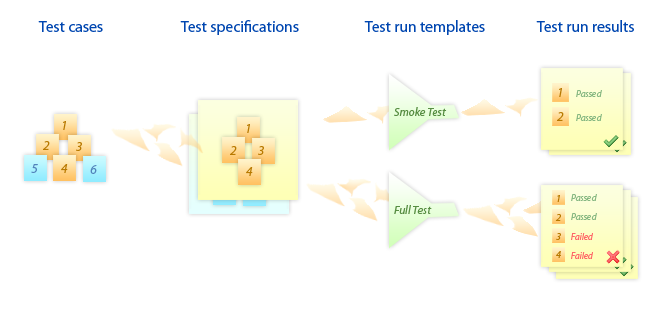 Test cases
Test specifications
Test run templates
Test run results
1
2
3
5
4
6
1
2
3
4
Smoke Test
Full Test
1 Passed
2 Passed
1 Passed
2 Passed
3 Failed
4 Failed